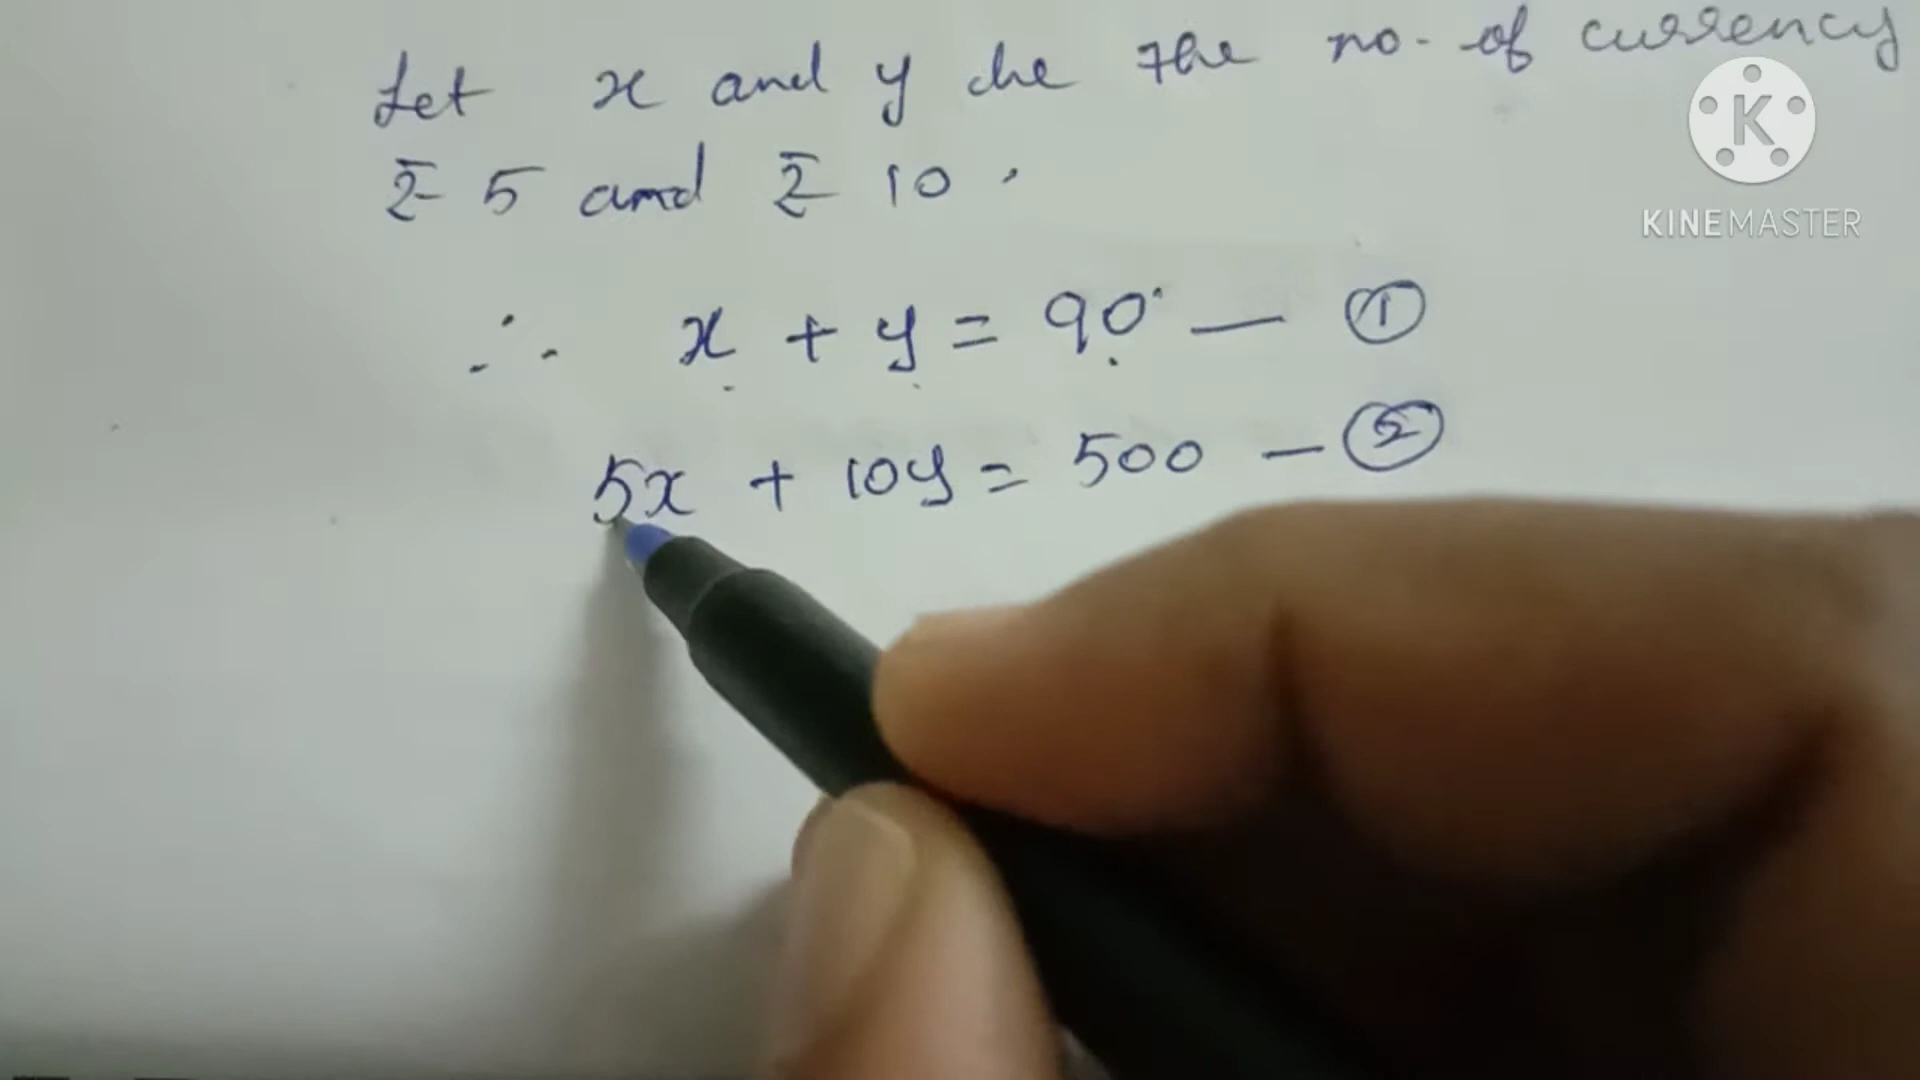 Let x and y be the no. of currency
₹ 5 and ₹ 10.
∴ x + y = 90 — ①
5x + 10y = 500 — ②
K
KINEMASTER